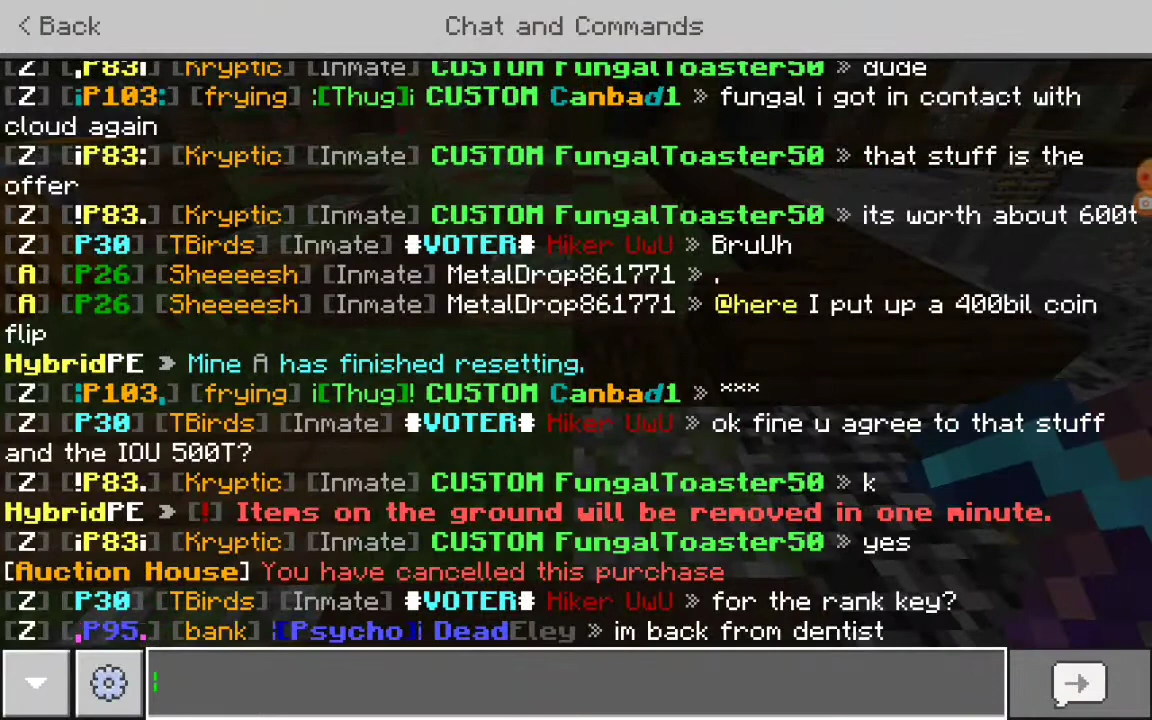 < Back
Chat and Commands
[Z] [,P83i] [Kryptic] [Inmate] CUSTOM FungalToaster50 » dude
[Z] [¡P103:] [frying] ¦[Thug]¡ CUSTOM Canbad1 » fungal i got in contact with
cloud again
[Z] [¡P83:] [Kryptic] [Inmate] CUSTOM FungalToaster50 » that stuff is the
offer
[Z] [!P83.] [Kryptic] [Inmate] CUSTOM FungalToaster50 » its worth about 600t
[Z] [P30] [TBirds] [Inmate] #VOTER# Hiker UwU » BruUh
[A] [P26] [Sheeeesh] [Inmate] MetalDrop861771 » .
[A] [P26] [Sheeeesh] [Inmate] MetalDrop861771 » @here I put up a 400bil coin
flip
HybridPE ➣ Mine A has finished resetting.
[Z] [¦P103,] [frying] ¡[Thug]! CUSTOM Canbad1 » ***
[Z] [P30] [TBirds] [Inmate] #VOTER# Hiker UwU » ok fine u agree to that stuff
and the IOU 500T?
[Z] [!P83.] [Kryptic] [Inmate] CUSTOM FungalToaster50 » k
HybridPE ➣ [!] Items on the ground will be removed in one minute.
[Z] [¡P83i] [Kryptic] [Inmate] CUSTOM FungalToaster50 » yes
[Auction House] You have cancelled this purchase
[Z] [P30] [TBirds] [Inmate] #VOTER# Hiker UwU » for the rank key?
[Z] [,P95.] [bank] ¦[Psycho]¡ DeadEley » im back from dentist